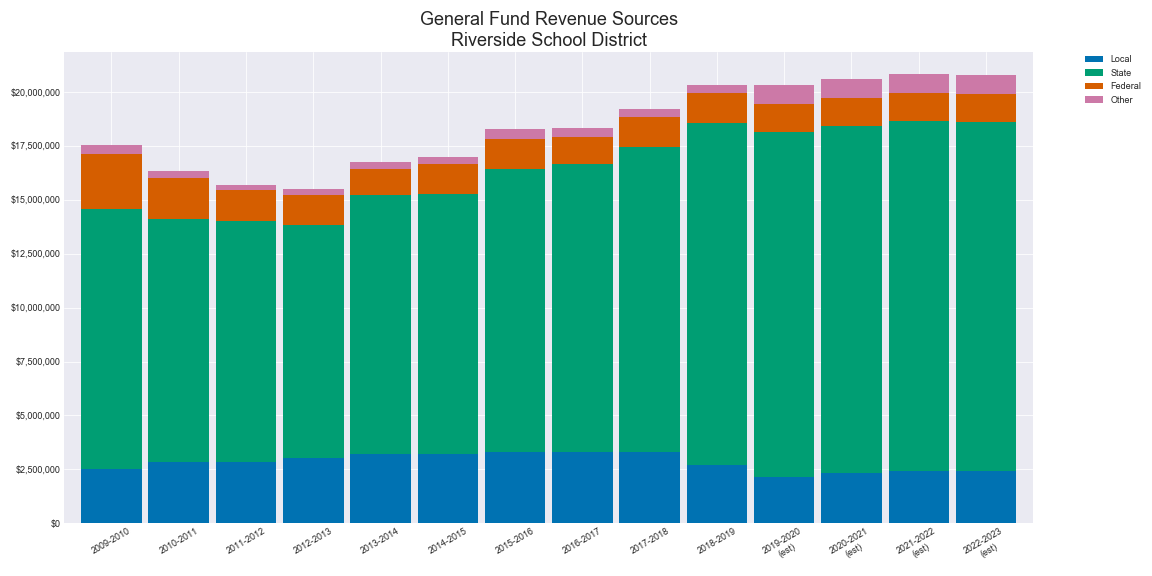 General Fund Revenue Sources
Riverside School District
Local
State
Federal
Other
$20,000,000
$17,500,000
$15,000,000
$12,500,000
$10,000,000
$7,500,000
$5,000,000
$2,500,000
$0
2009-2010
2010-2011
2011-2012
2012-2013
2013-2014
2014-2015
2015-2016
2016-2017
2017-2018
2018-2019
2019-2020
(est)
2020-2021
(est)
2021-2022
(est)
2022-2023
(est)